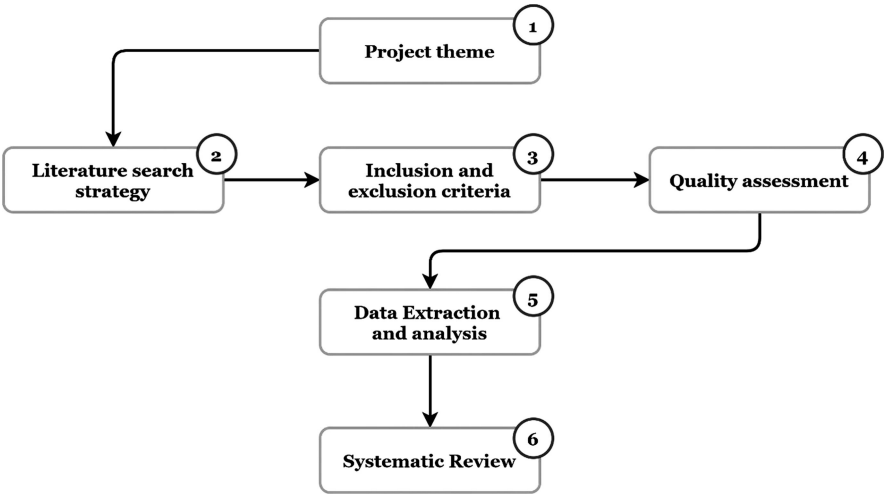 1
Project theme
2
Literature search
strategy
3
Inclusion and
exclusion criteria
4
Quality assessment
5
Data Extraction
and analysis
6
Systematic Review